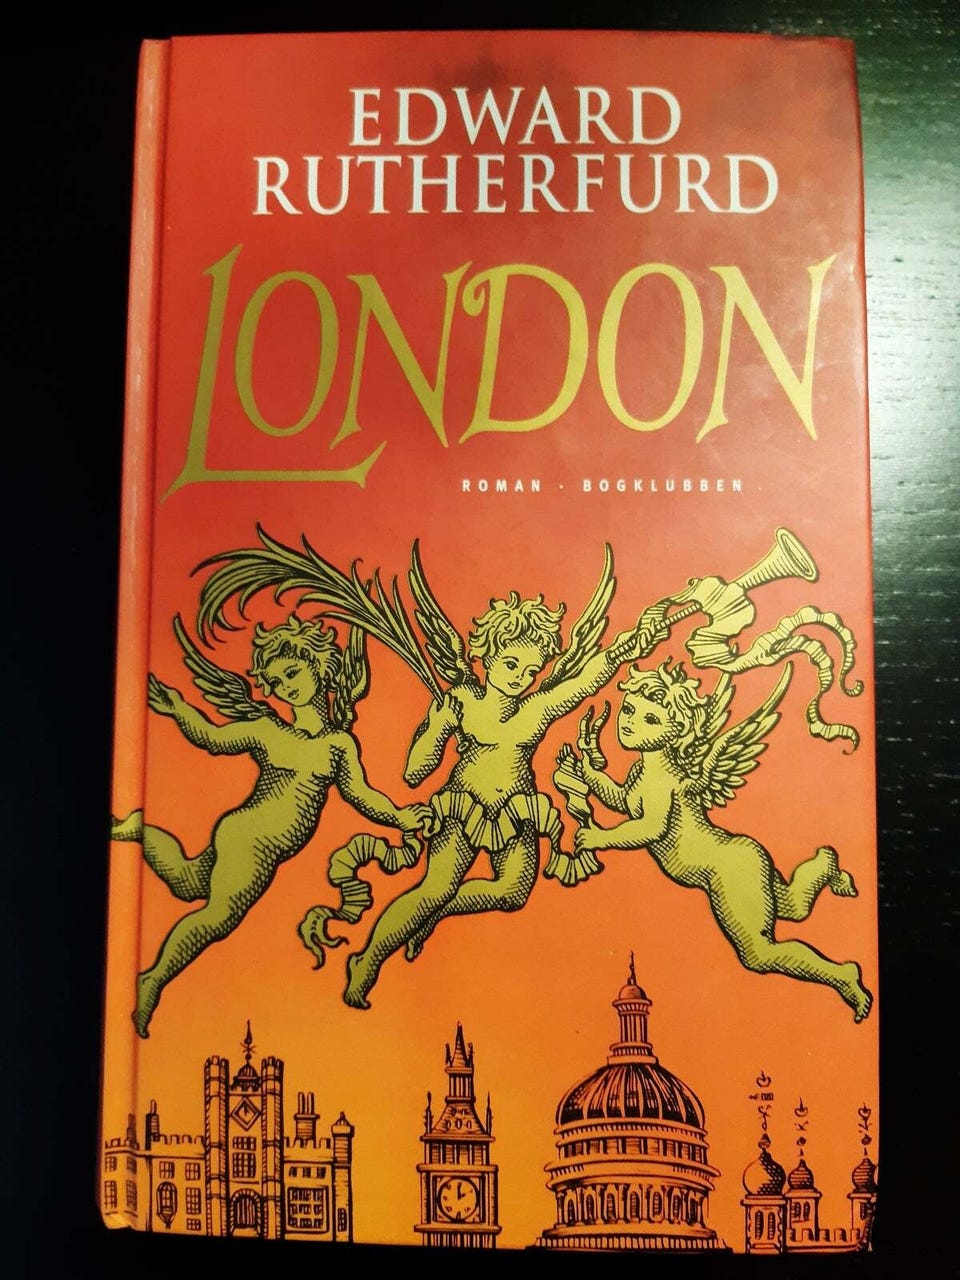 EDWARD
RUTHERFURD
LONDON
ROMAN · BOGKLUBBEN